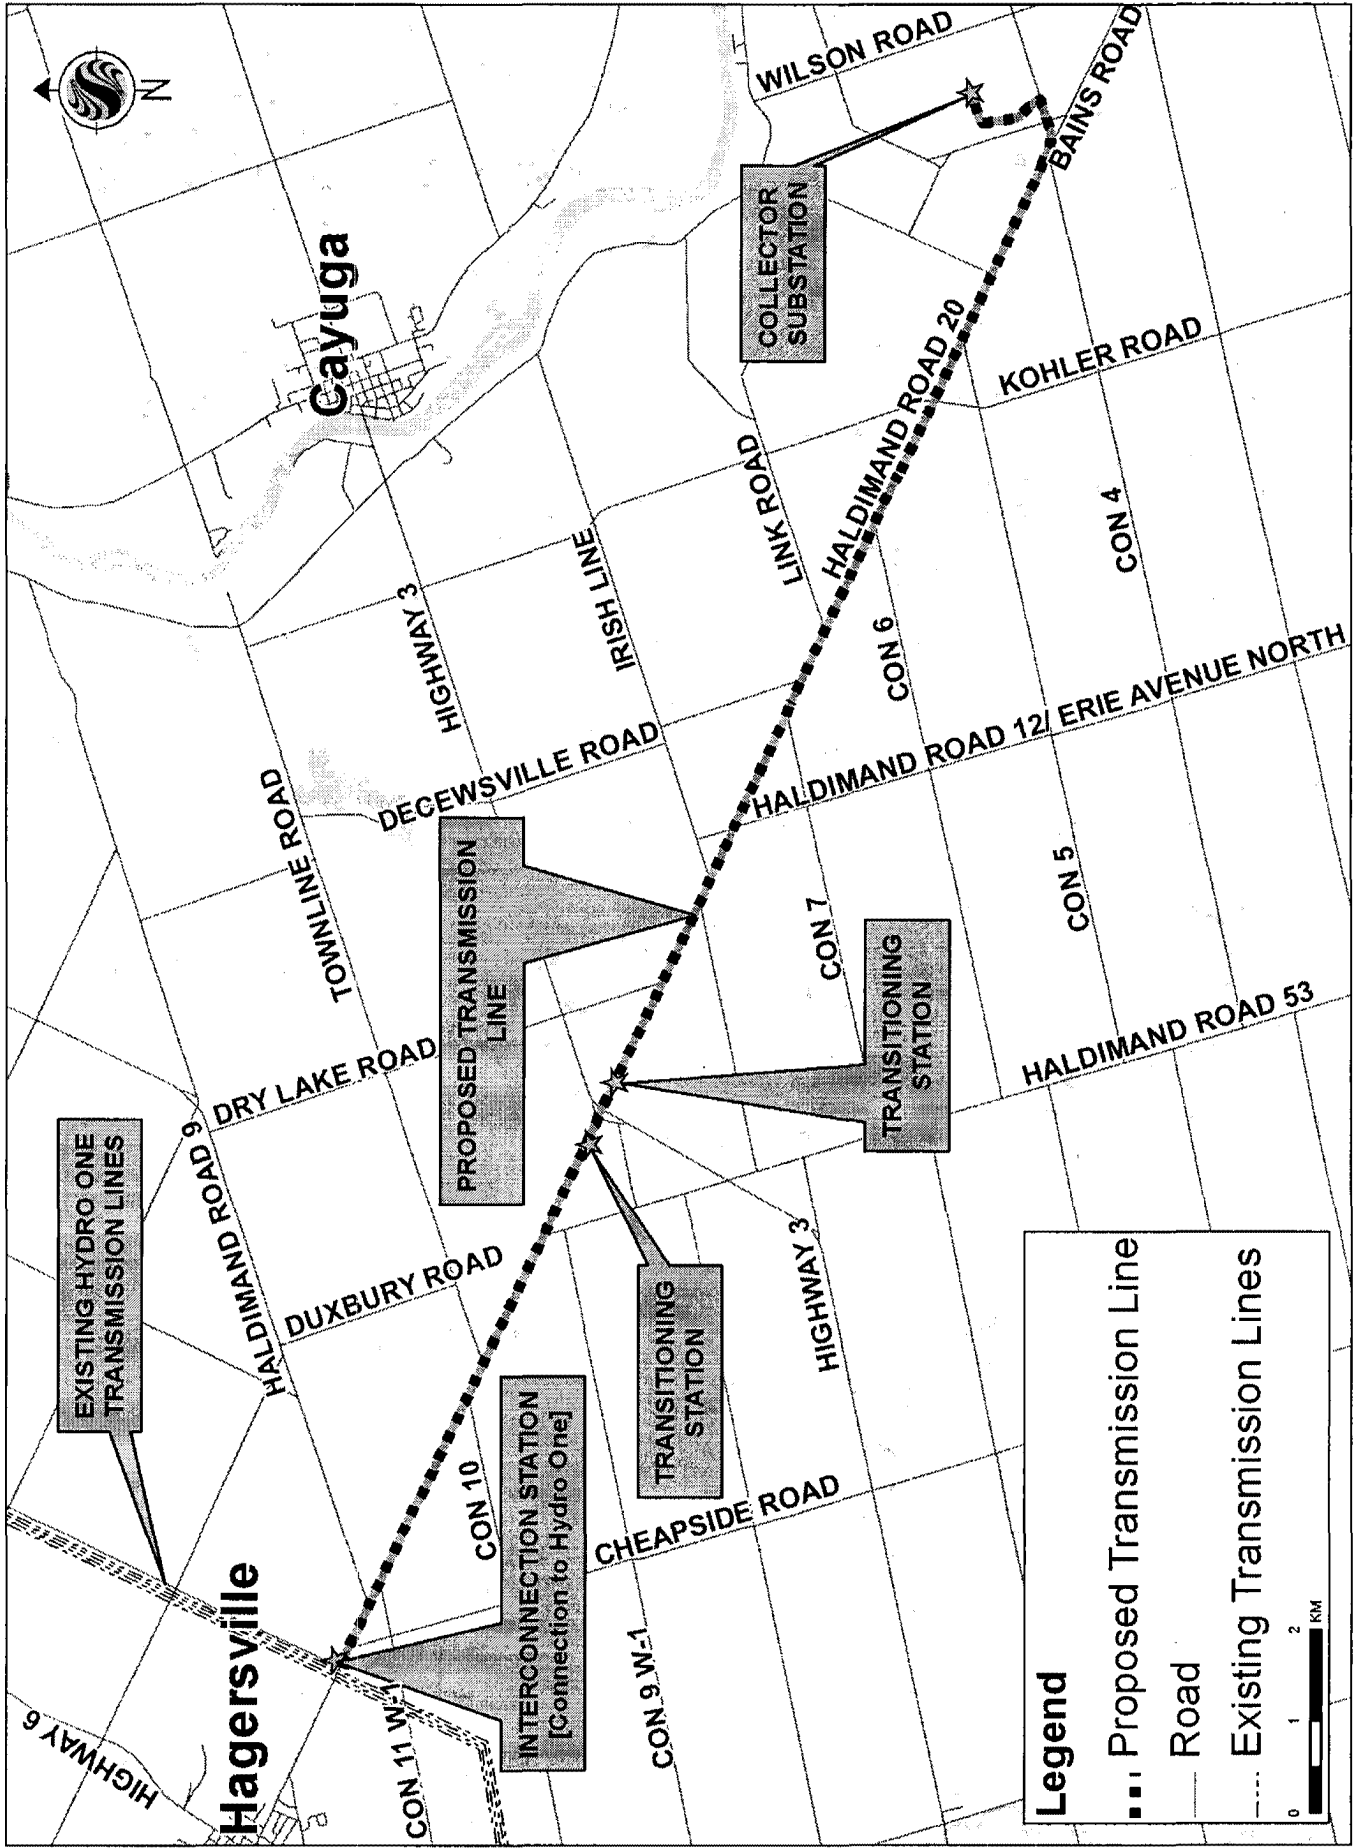 HIGHWAY 6
Hagersville
EXISTING HYDRO ONE
TRANSMISSION LINES
HALDIMAND ROAD 9
DUXBURY ROAD
DRY LAKE ROAD
TOWNLINE ROAD
DECEWSVILLE ROAD
HIGHWAY 3
Cayuga
N
IRISH LINE
LINK ROAD
WILSON ROAD
COLLECTOR
SUBSTATION
BAINS ROAD
HALDIMAND ROAD 20
KOHLER ROAD
PROPOSED TRANSMISSION
LINE
CON 11 W-1
CON 10
INTERCONNECTION STATION
[Connection to Hydro One]
CHEAPSIDE ROAD
CON 9 W-1
TRANSITIONING
STATION
HIGHWAY 3
TRANSITIONING
STATION
CON 7
CON 6
HALDIMAND ROAD 12/ ERIE AVENUE NORTH
CON 5
CON 4
HALDIMAND ROAD 53
Legend
Proposed Transmission Line
Road
Existing Transmission Lines
0 1 2
KM